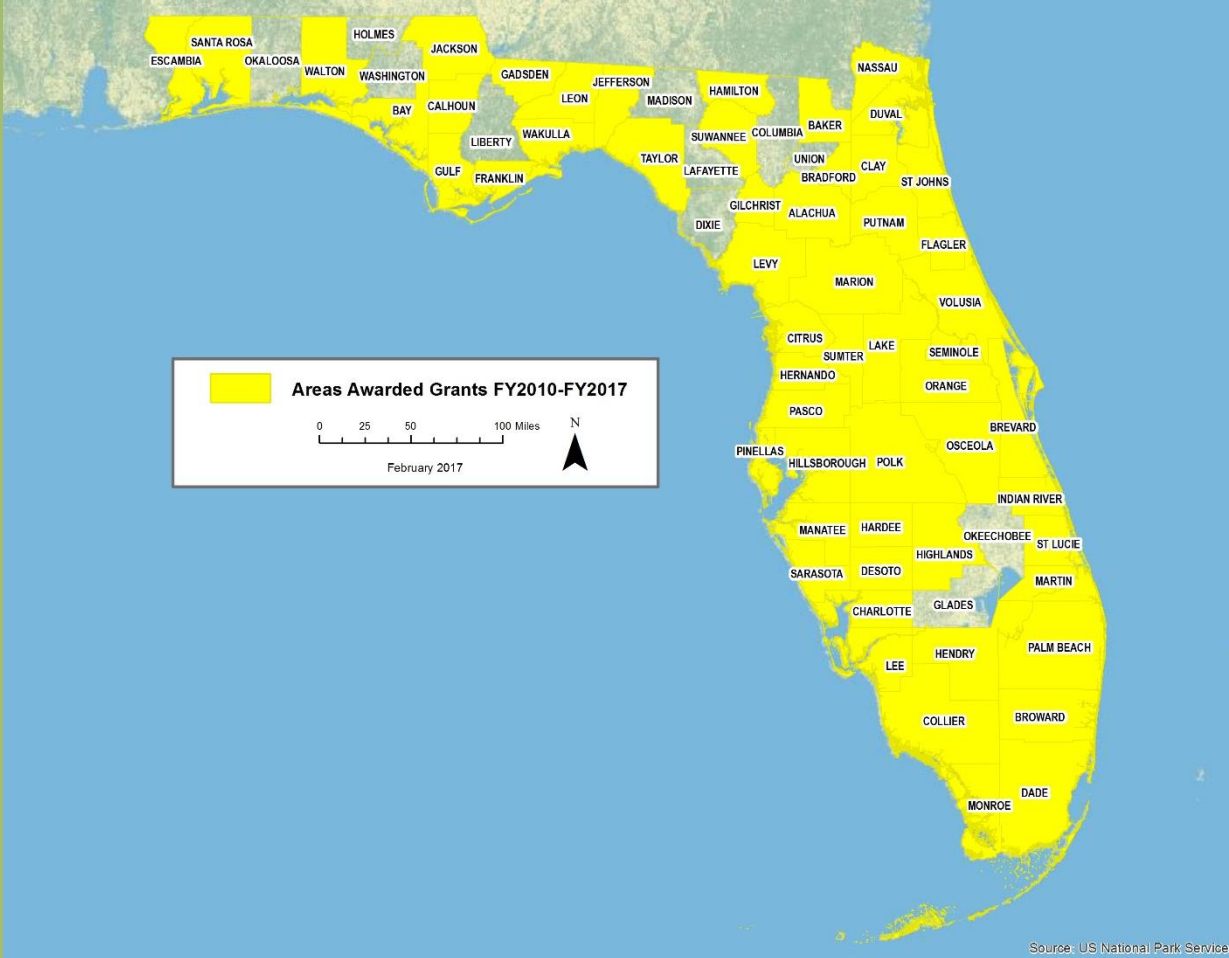 HOLMES
SANTA ROSA
JACKSON
ESCAMBIA
OKALOOSA
WALTON
WASHINGTON
GADSDEN
JEFFERSON
NASSAU
HAMILTON
LEON
MADISON
BAY
CALHOUN
DUVAL
BAKER
WAKULLA
SUWANNEE
COLUMBIA
LIBERTY
TAYLOR
UNION
CLAY
LAFAYETTE
GULF
FRANKLIN
BRADFORD
ST JOHNS
GILCHRIST
ALACHUA
PUTNAM
DIXIE
FLAGLER
LEVY
MARION
VOLUSIA
CITRUS
LAKE
SUMTER
SEMINOLE
HERNANDO
ORANGE
Areas Awarded Grants FY2010-FY2017
0 25 50 100 Miles
N
February 2017
PASCO
BREVARD
OSCEOLA
PINELLAS
HILLSBOROUGH
POLK
INDIAN RIVER
MANATEE
HARDEE
OKEECHOBEE
ST LUCIE
HIGHLANDS
SARASOTA
DESOTO
MARTIN
CHARLOTTE
GLADES
PALM BEACH
HENDRY
LEE
COLLIER
BROWARD
DADE
MONROE
Source: US National Park Service